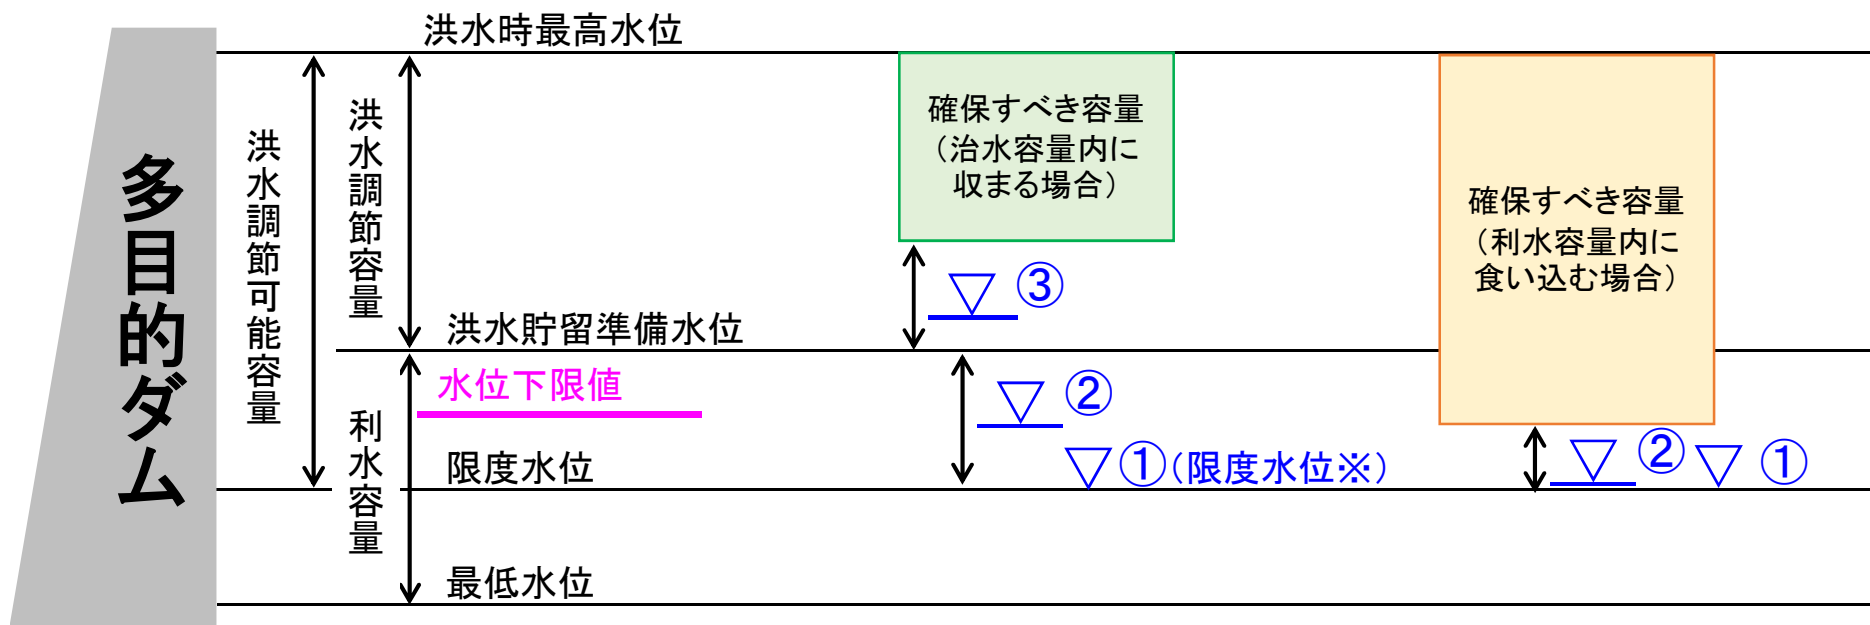 多目的ダム
洪水調節可能容量
洪水調節容量
利水容量
洪水時最高水位
洪水貯留準備水位
水位下限値
限度水位
最低水位
確保すべき容量
（治水容量内に
収まる場合）
▽ ③
▽ ②
▽ ①（限度水位※）
確保すべき容量
（利水容量内に
食い込む場合）
▽ ② ▽ ①